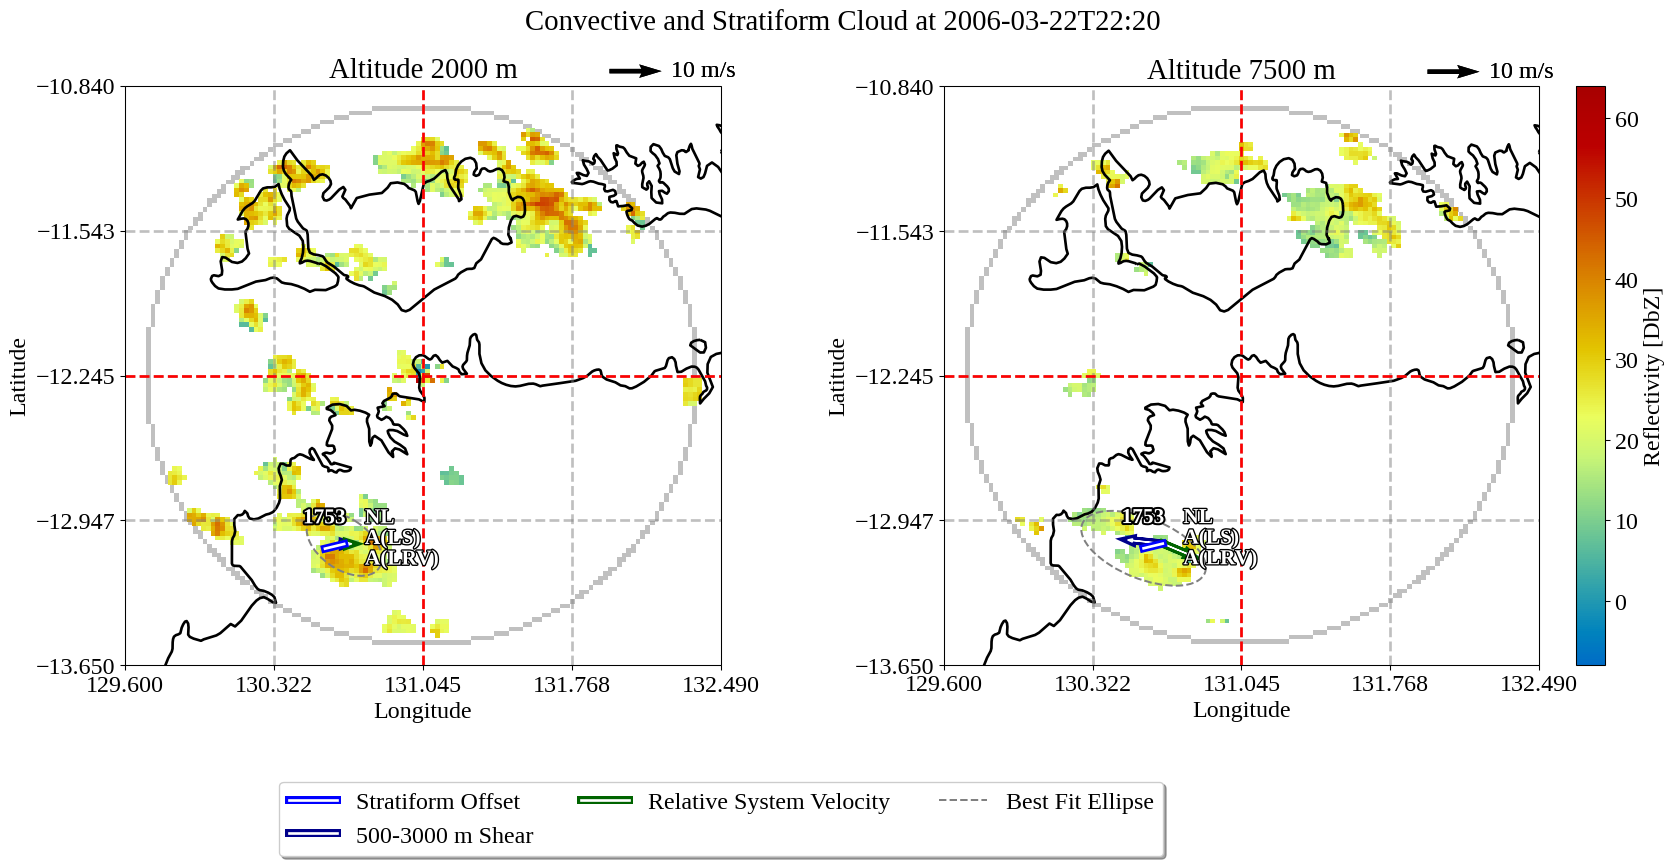 Convective and Stratiform Cloud at 2006-03-22T22:20
Altitude 2000 m
10 m/s
Altitude 7500 m
10 m/s
−10.840
−11.543
−12.245
−12.947
−13.650
Latitude
129.600
130.322
131.045
131.768
132.490
Longitude
1753
NL
A(LS)
A(LRV)
−10.840
−11.543
−12.245
−12.947
−13.650
Latitude
129.600
130.322
131.045
131.768
132.490
Longitude
1753
NL
A(LS)
A(LRV)
60
50
40
30
20
10
0
Reflectivity [DbZ]
Stratiform Offset
Relative System Velocity
Best Fit Ellipse
500-3000 m Shear